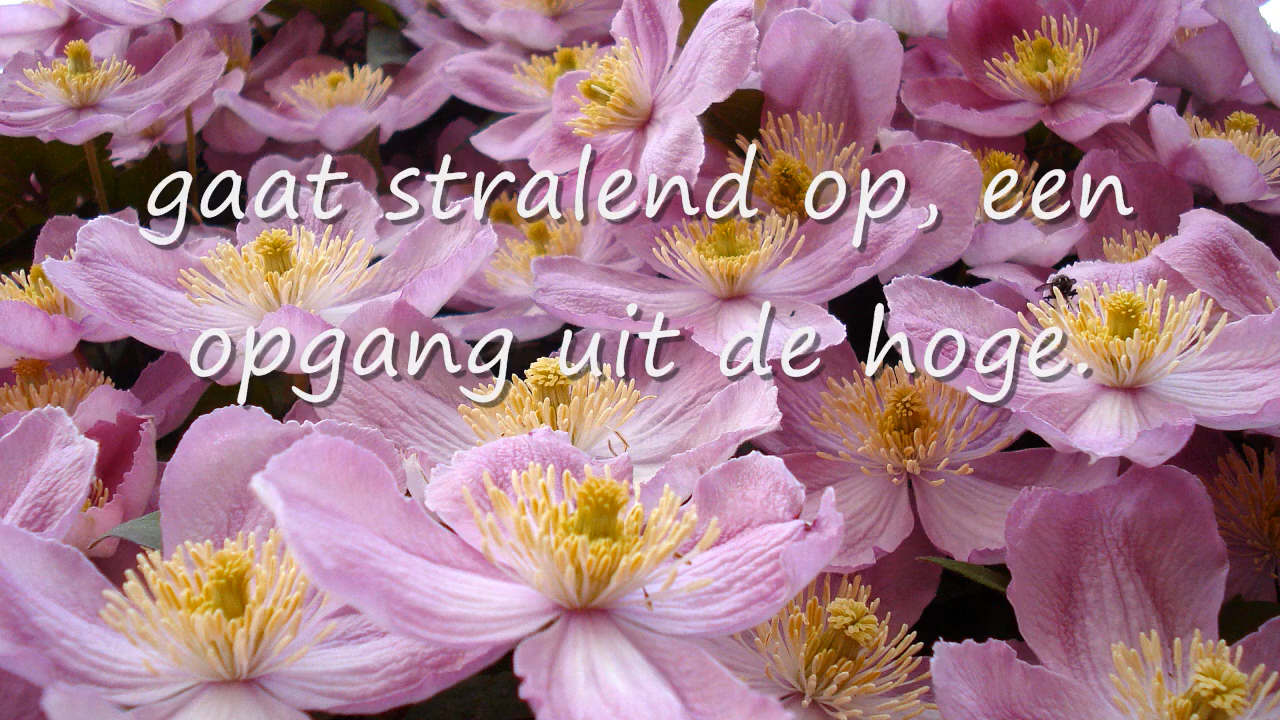 gaat stralend op, een
opgang uit de hoge.